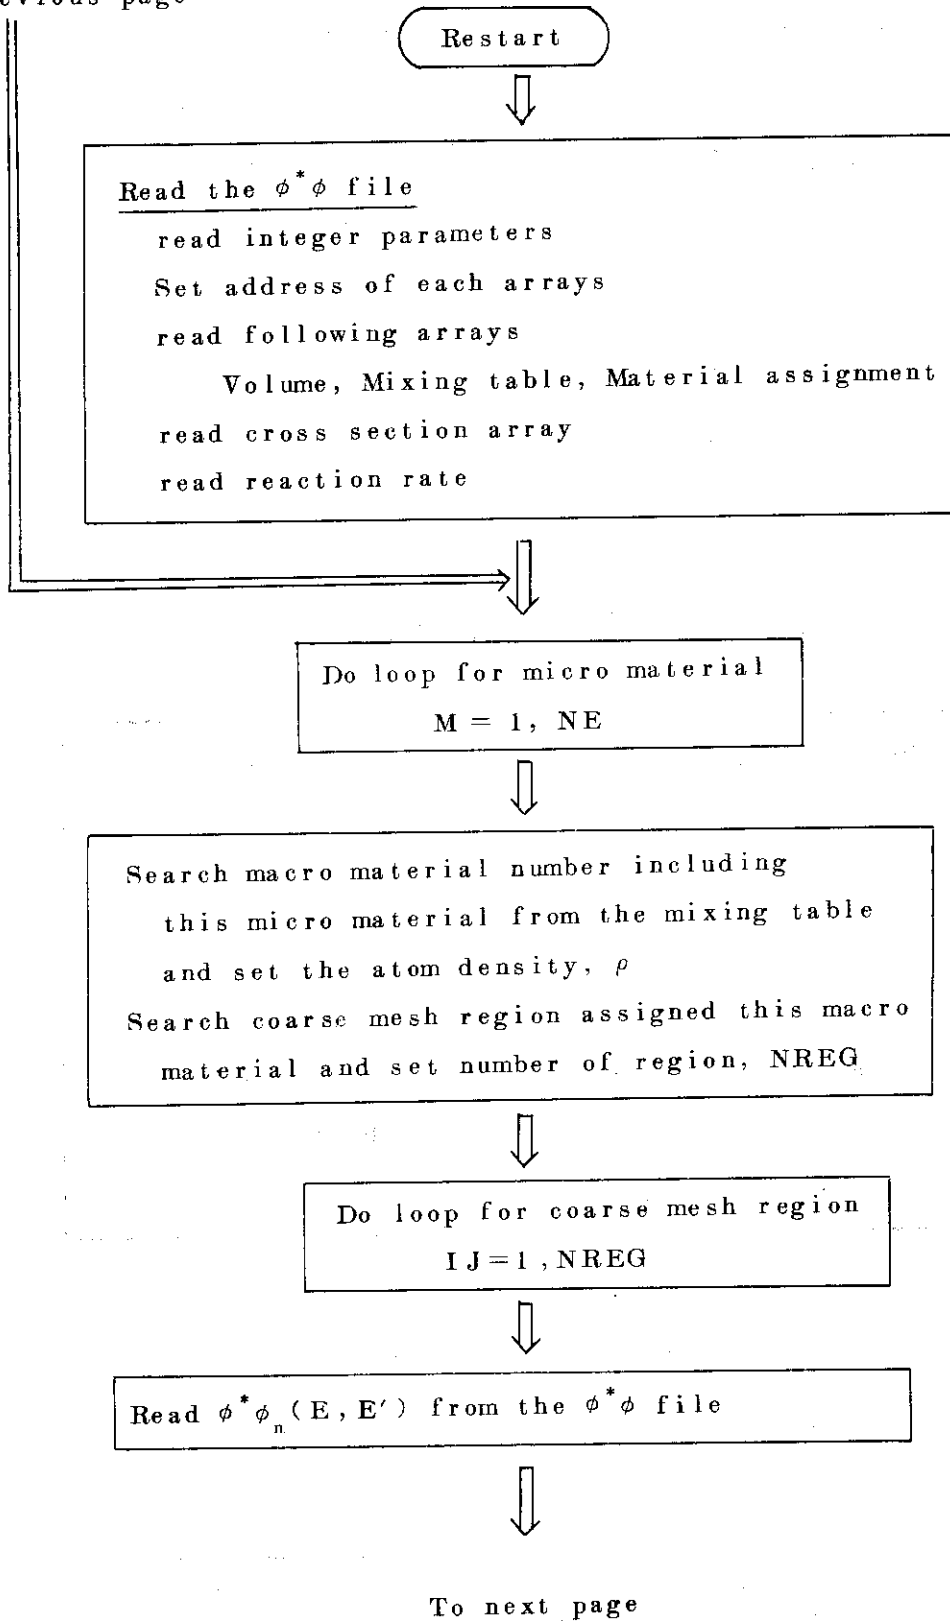 page
Restart
Read the ϕ*ϕ file
read integer parameters
Set address of each arrays
read following arrays
Volume, Mixing table, Material assignment
read cross section array
read reaction rate
Do loop for micro material
M = 1, NE
Search macro material number including
this micro material from the mixing table
and set the atom density, ρ
Search coarse mesh region assigned this macro
material and set number of region, NREG
Do loop for coarse mesh region
IJ=1, NREG
Read ϕ*ϕₙ(E, E′) from the ϕ*ϕ file
To next page